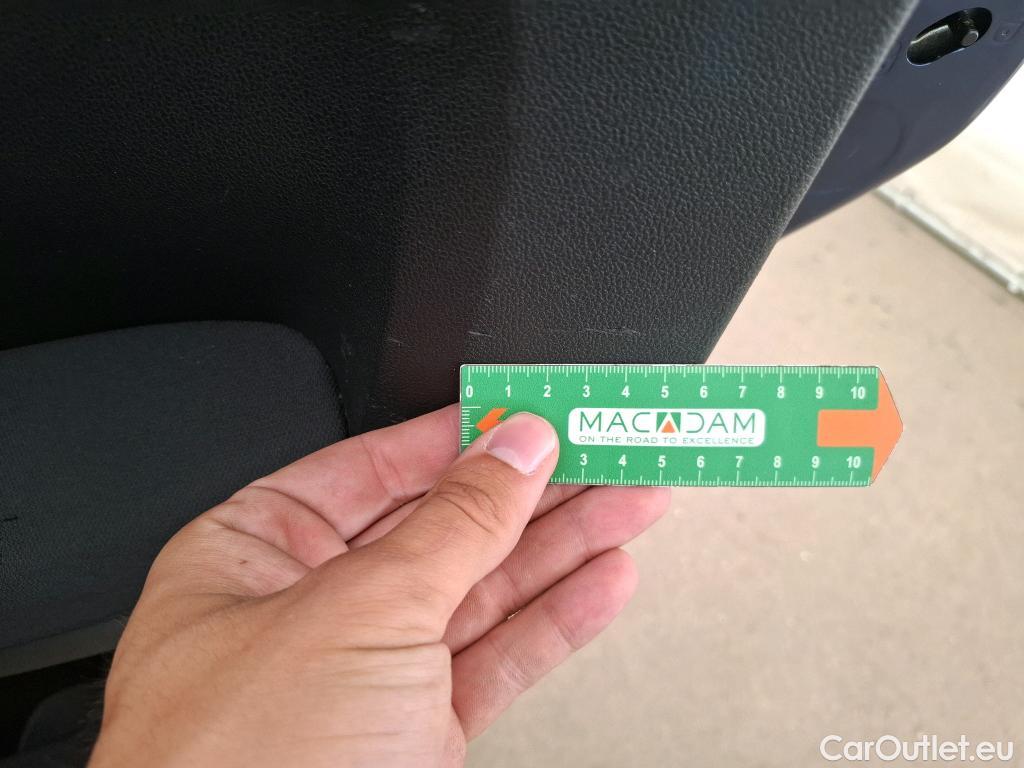 0 1 2 3 4 5 6 7 8 9 10
MACADAM
ON THE ROAD TO EXCELLENCE
3 4 5 6 7 8 9 10
CarOutlet.eu